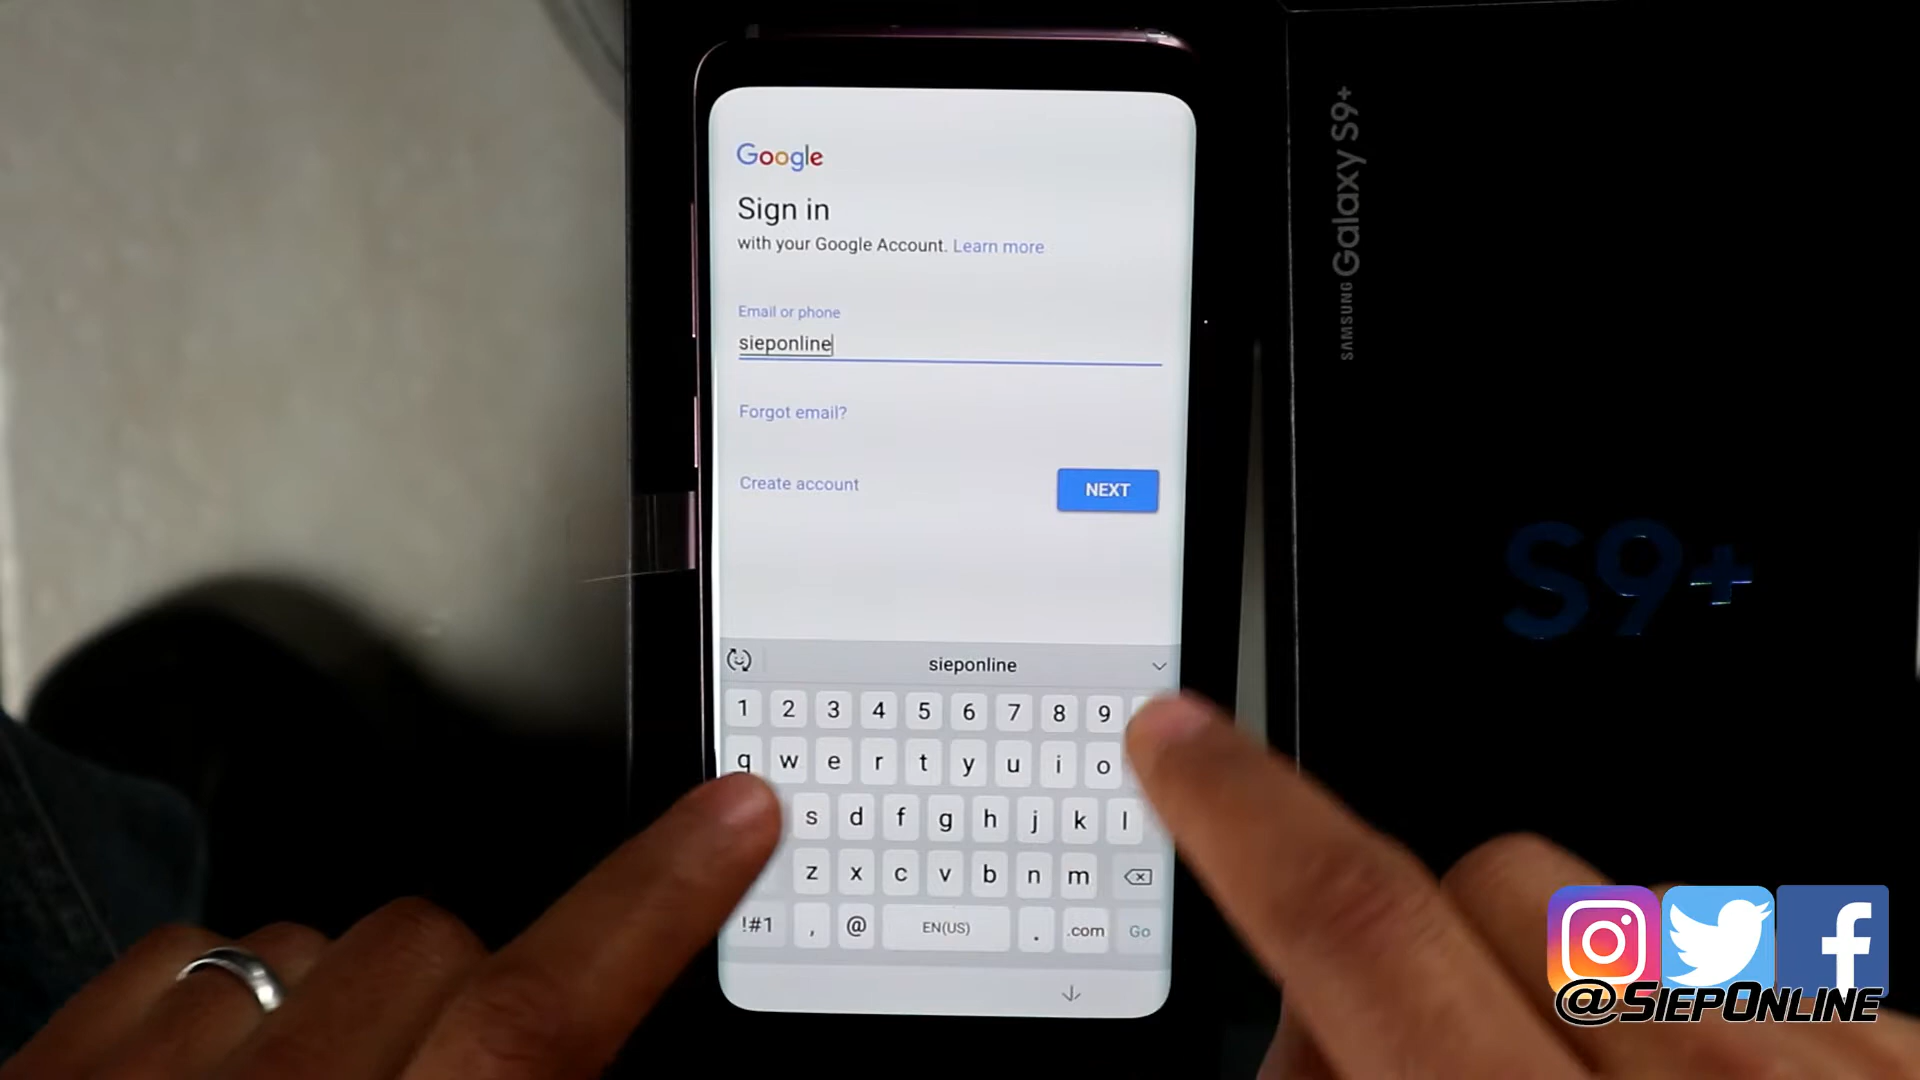 Google
Sign in
with your Google Account. Learn more
Email or phone
sieponline
Forgot email?
Create account
NEXT
sieponline
1 2 3 4 5 6 7 8 9
q w e r t y u i o
s d f g h j k l
z x c v b n m
!#1 , @ EN(US) . .com Go
SAMSUNG Galaxy S9+
S9+
@SiepOnline